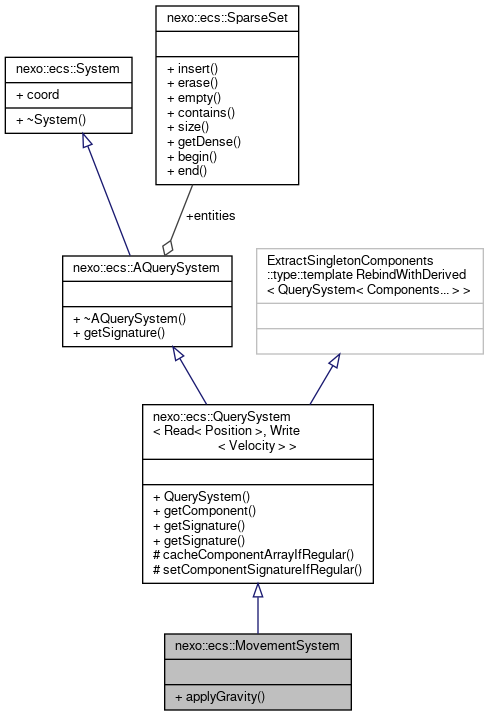 nexo::ecs::SparseSet
+ insert()
+ erase()
+ empty()
+ contains()
+ size()
+ getDense()
+ begin()
+ end()
nexo::ecs::System
+ coord
+ ~System()
+entities
nexo::ecs::AQuerySystem
+ ~AQuerySystem()
+ getSignature()
ExtractSingletonComponents
::type::template RebindWithDerived
< QuerySystem< Components... > >
nexo::ecs::QuerySystem
< Read< Position >, Write
< Velocity > >
+ QuerySystem()
+ getComponent()
+ getSignature()
+ getSignature()
# cacheComponentArrayIfRegular()
# setComponentSignatureIfRegular()
nexo::ecs::MovementSystem
+ applyGravity()